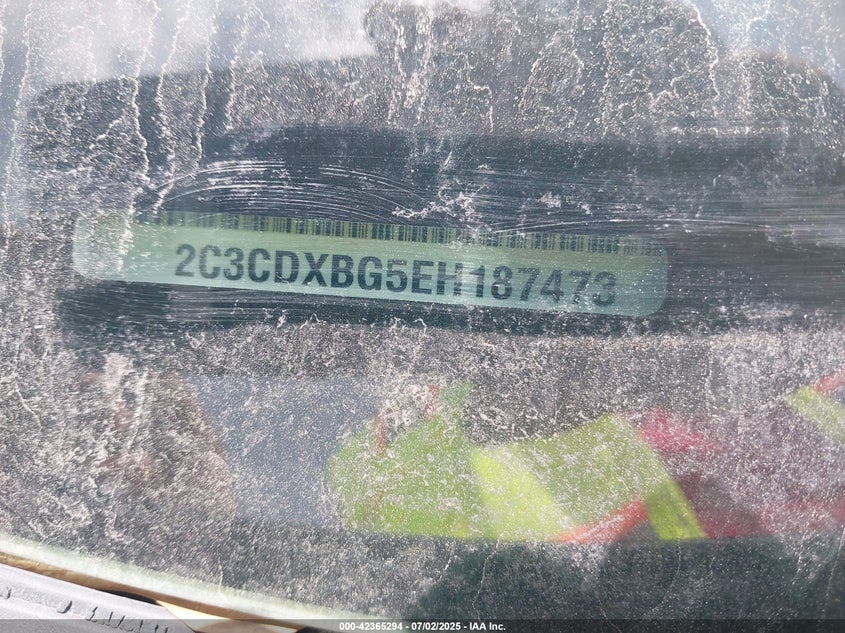 2C3CDXBG5EH187473
000-42365294 - 07/02/2025 - IAA Inc.